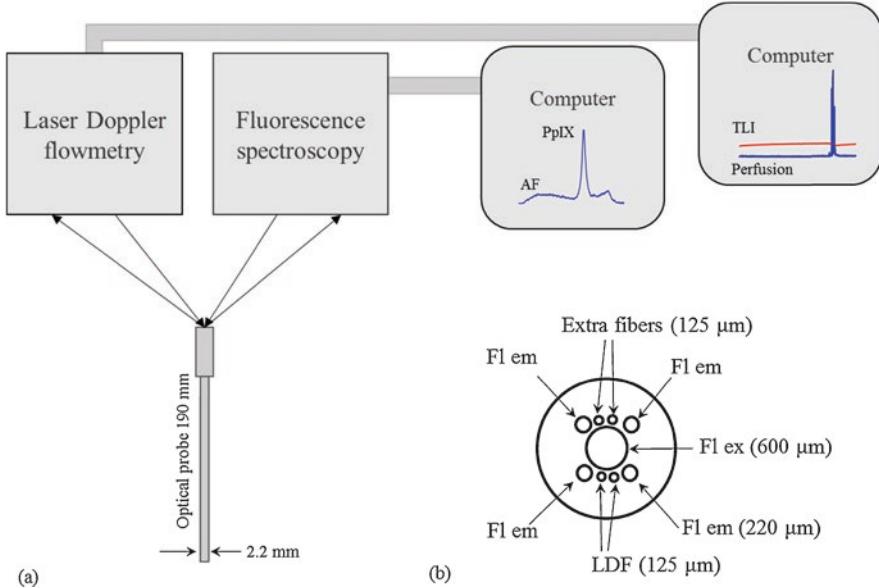 Laser Doppler
flowmetry
Fluorescence
spectroscopy
Computer
PpIX
AF
Computer
TLI
Perfusion
Optical probe 190 mm
2.2 mm
(a)
Extra fibers (125 µm)
Fl em
Fl em
Fl ex (600 µm)
Fl em
Fl em (220 µm)
LDF (125 µm)
(b)